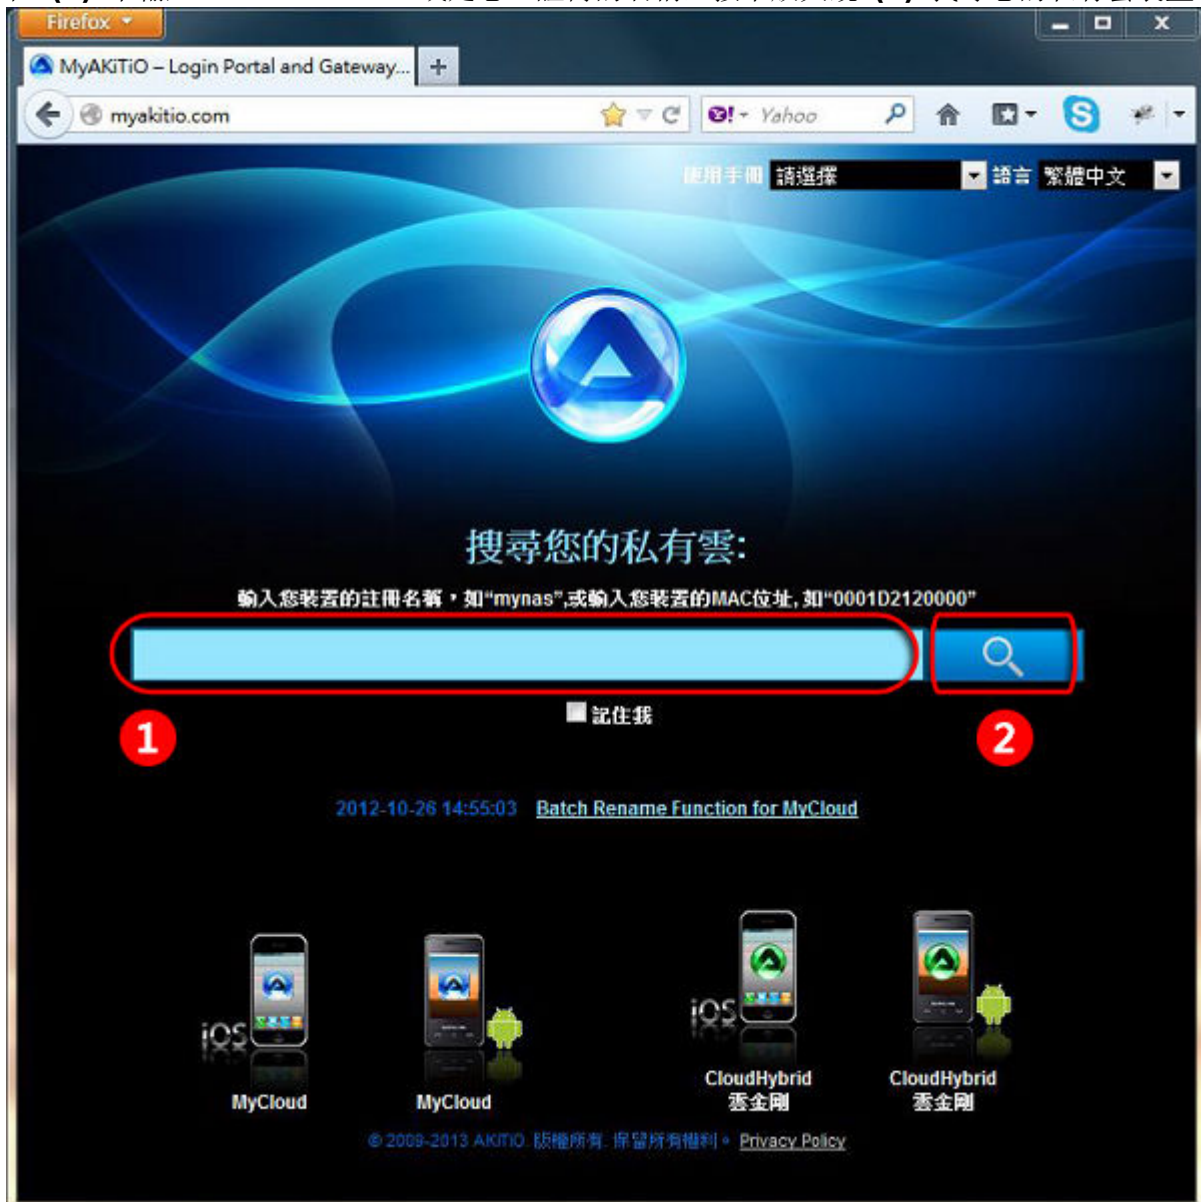 Firefox
MyAKiTiO – Login Portal and Gateway...
myakitio.com
Yahoo
使用手冊 請選擇 語言 繁體中文
搜尋您的私有雲:
輸入您裝置的註冊名稱，如“mynas”,或輸入您裝置的MAC位址, 如“0001D2120000”
記住我
1
2
2012-10-26 14:55:03 Batch Rename Function for MyCloud
iOS
iOS
MyCloud
MyCloud
CloudHybrid
雲金剛
CloudHybrid
雲金剛
© 2009-2013 AKiTiO. 版權所有. 保留所有權利。 Privacy Policy